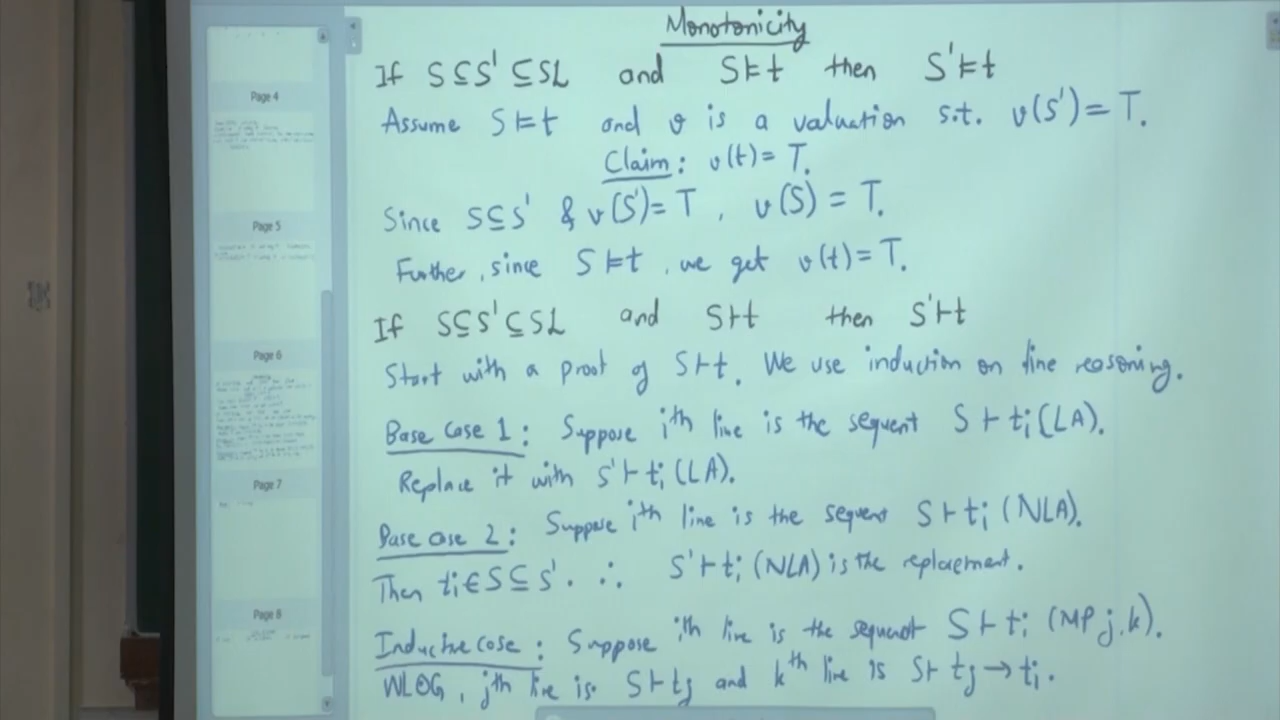 Monotonicity
If S⊆S'⊆SL and S⊨t then S'⊨t
Assume S⊨t and v is a valuation s.t. v(S')=T.
Claim: v(t)=T.
Since S⊆S' & v(S')=T, v(S)=T.
Further, since S⊨t, we get v(t)=T.
If S⊆S'⊆SL and S⊢t then S'⊢t
Start with a proof of S⊢t. We use induction on line reasoning.
Base Case 1: Suppose ith line is the sequent S⊢ti (LA).
Replace it with S'⊢ti (LA).
Base case 2: Suppose ith line is the sequent S⊢ti (NLA).
Then ti∈S⊆S'. ∴ S'⊢ti (NLA) is the replacement.
Inductive case: Suppose ith line is the sequent S⊢ti (MP j,k).
WLOG, jth line is S⊢tj and kth line is S⊢tj→ti.
Page 4
Page 5
Page 6
Page 7
Page 8